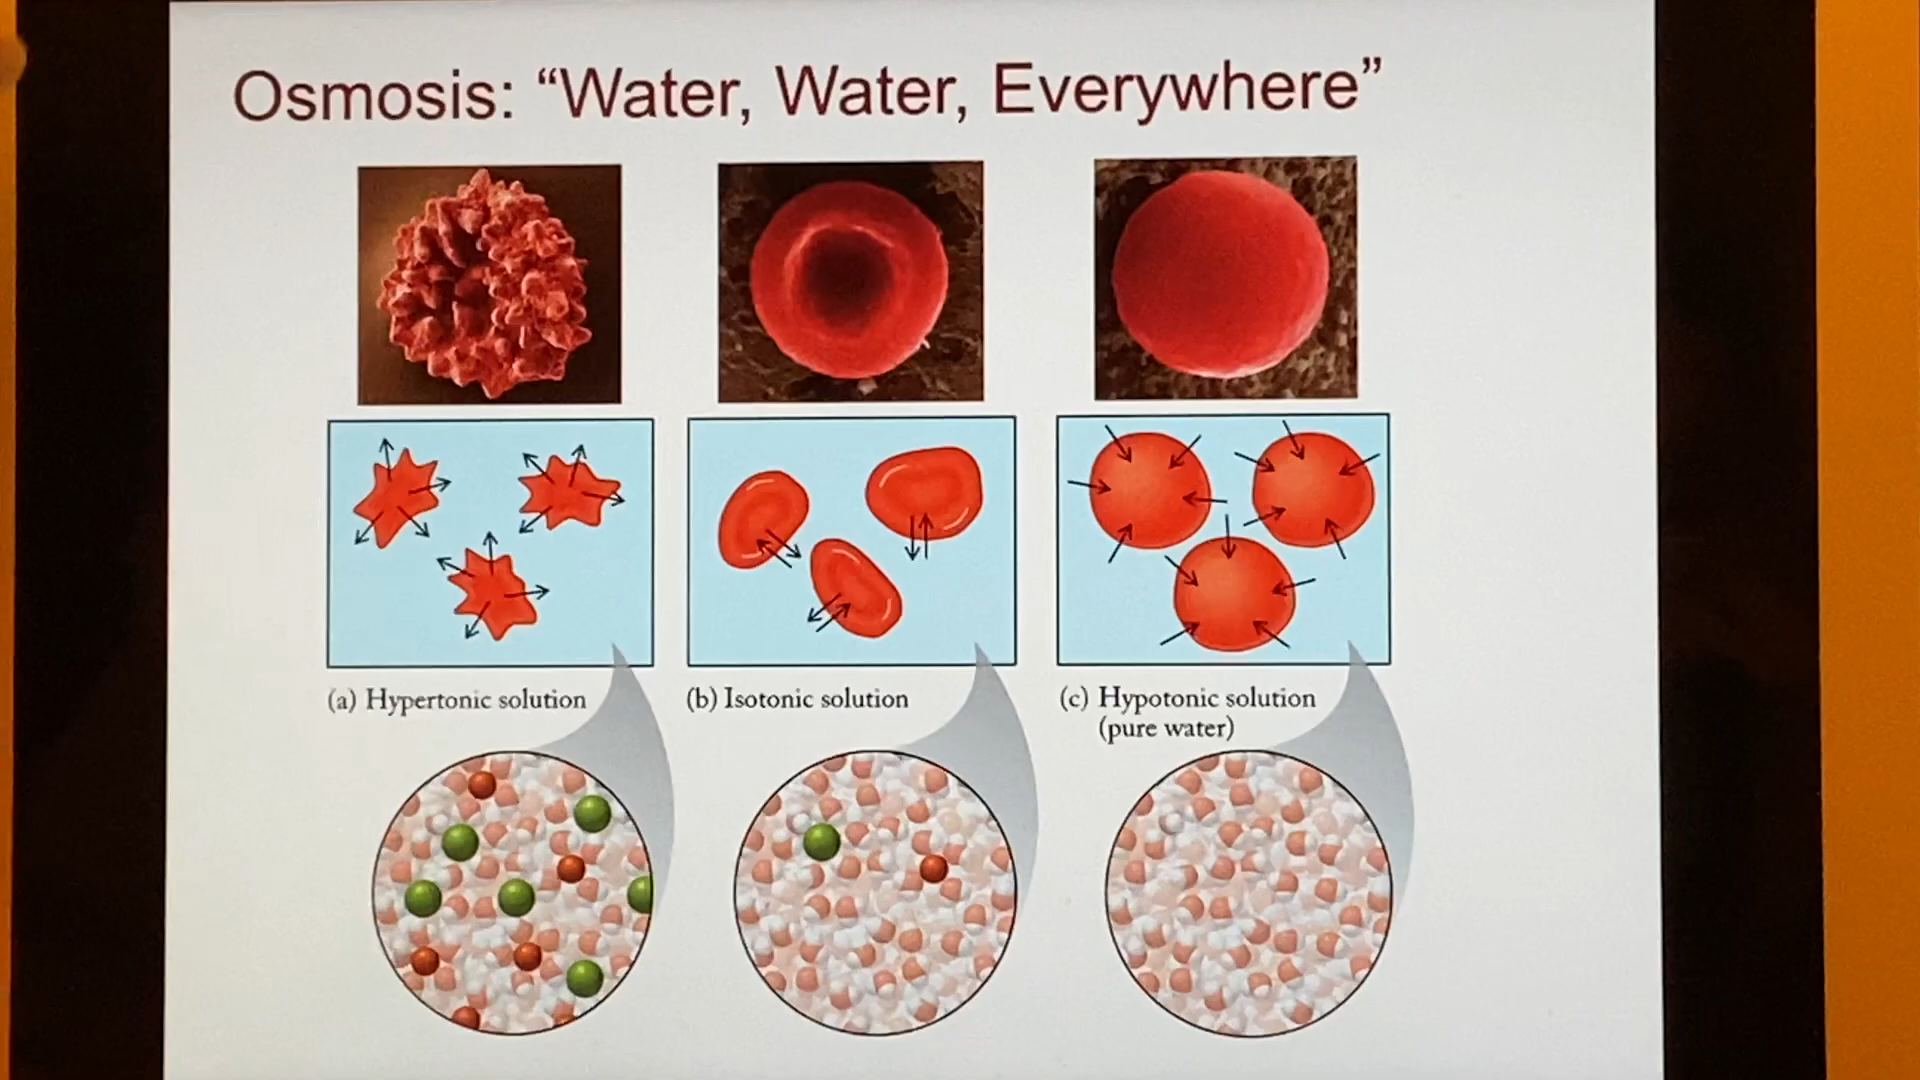 Osmosis: “Water, Water, Everywhere”
(a) Hypertonic solution
(b) Isotonic solution
(c) Hypotonic solution
(pure water)